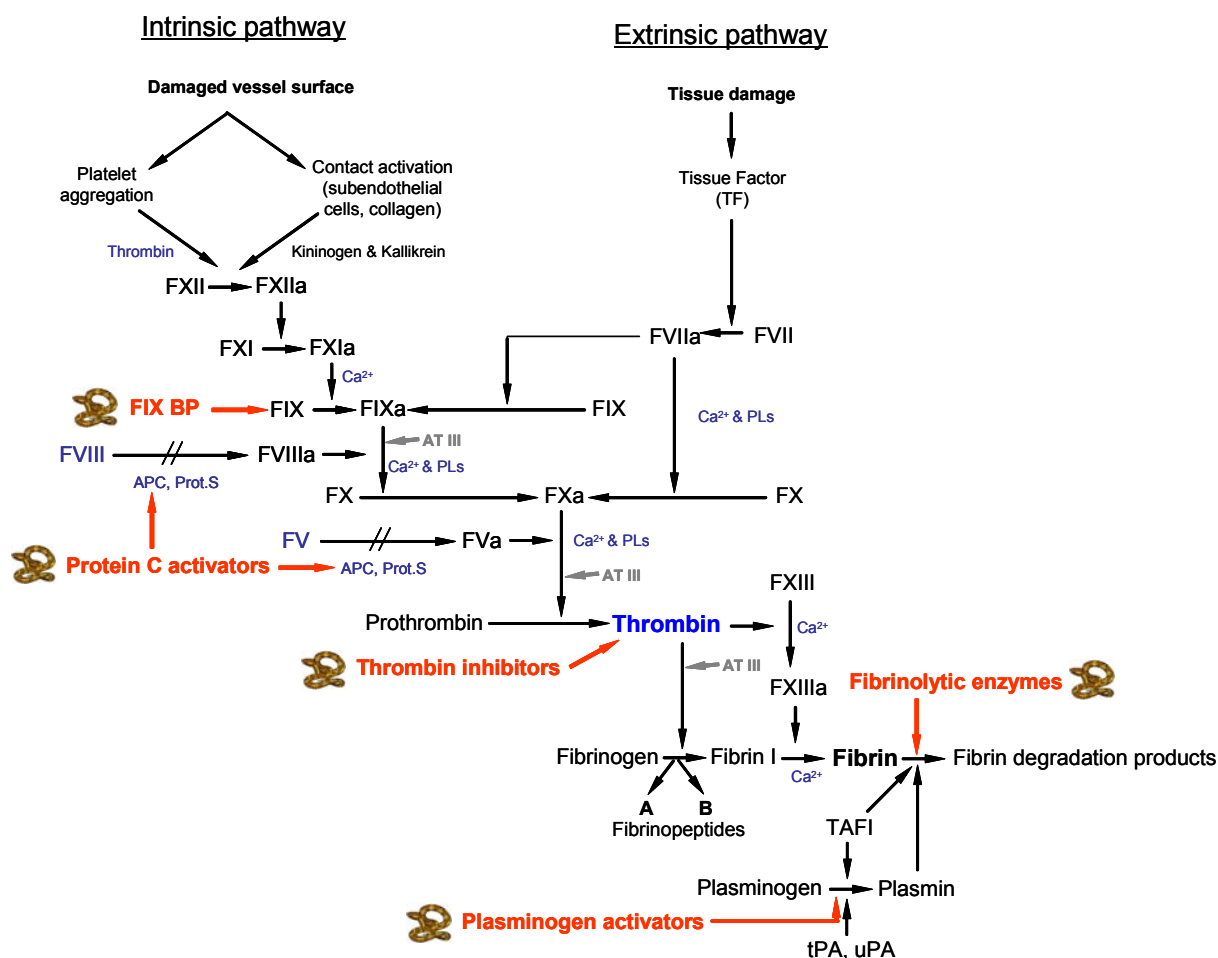 Intrinsic pathway
Extrinsic pathway
Damaged vessel surface
Tissue damage
Platelet
aggregation
Contact activation
(subendothelial
cells, collagen)
Tissue Factor
(TF)
Thrombin
Kininogen & Kallikrein
FXII
FXIIa
FXI
FXIa
FVIIa
FVII
Ca²⁺
FIX BP
FIX
FIXa
FIX
Ca²⁺ & PLs
AT III
FVIII
FVIIIa
Ca²⁺ & PLs
APC, Prot.S
FX
FXa
FX
FV
FVa
Ca²⁺ & PLs
Protein C activators
APC, Prot.S
AT III
FXIII
Prothrombin
Thrombin
Ca²⁺
Thrombin inhibitors
AT III
FXIIIa
Fibrinolytic enzymes
Fibrinogen
Fibrin I
Ca²⁺
Fibrin
Fibrin degradation products
A
B
Fibrinopeptides
TAFI
Plasminogen
Plasmin
Plasminogen activators
tPA, uPA